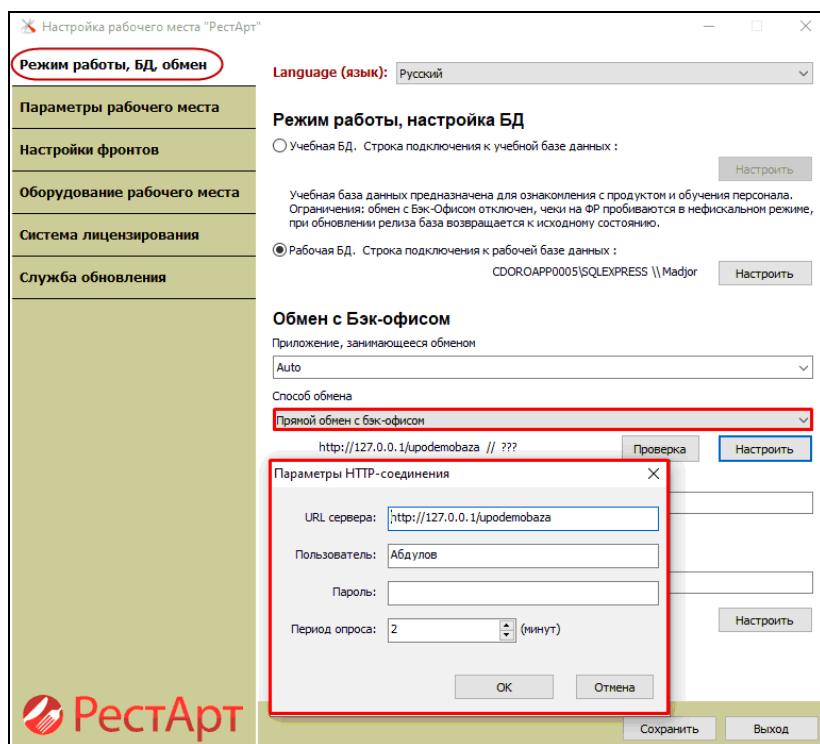 Настройка рабочего места "РестАрт"
Режим работы, БД, обмен
Параметры рабочего места
Настройки фронтов
Оборудование рабочего места
Система лицензирования
Служба обновления
Language (язык): Русский
Режим работы, настройка БД
Учебная БД. Строка подключения к учебной базе данных :
Настроить
Учебная база данных предназначена для ознакомления с продуктом и обучения персонала.
Ограничения: обмен с Бэк-Офисом отключен, чеки на ФР пробиваются в нефискальном режиме,
при обновлении релиза база возвращается к исходному состоянию.
Рабочая БД. Строка подключения к рабочей базе данных :
CDOROAPP0005\SQLEXPRESS \\ Madjor
Настроить
Обмен с Бэк-офисом
Приложение, занимающееся обменом
Auto
Способ обмена
Прямой обмен с бэк-офисом
http://127.0.0.1/upodemobaza // ???
Проверка
Настроить
Параметры HTTP-соединения
URL сервера: http://127.0.0.1/upodemobaza
Пользователь: Абдулов
Пароль:
Период опроса: 2 (минут)
Настроить
ОК
Отмена
РестАрт
Сохранить
Выход